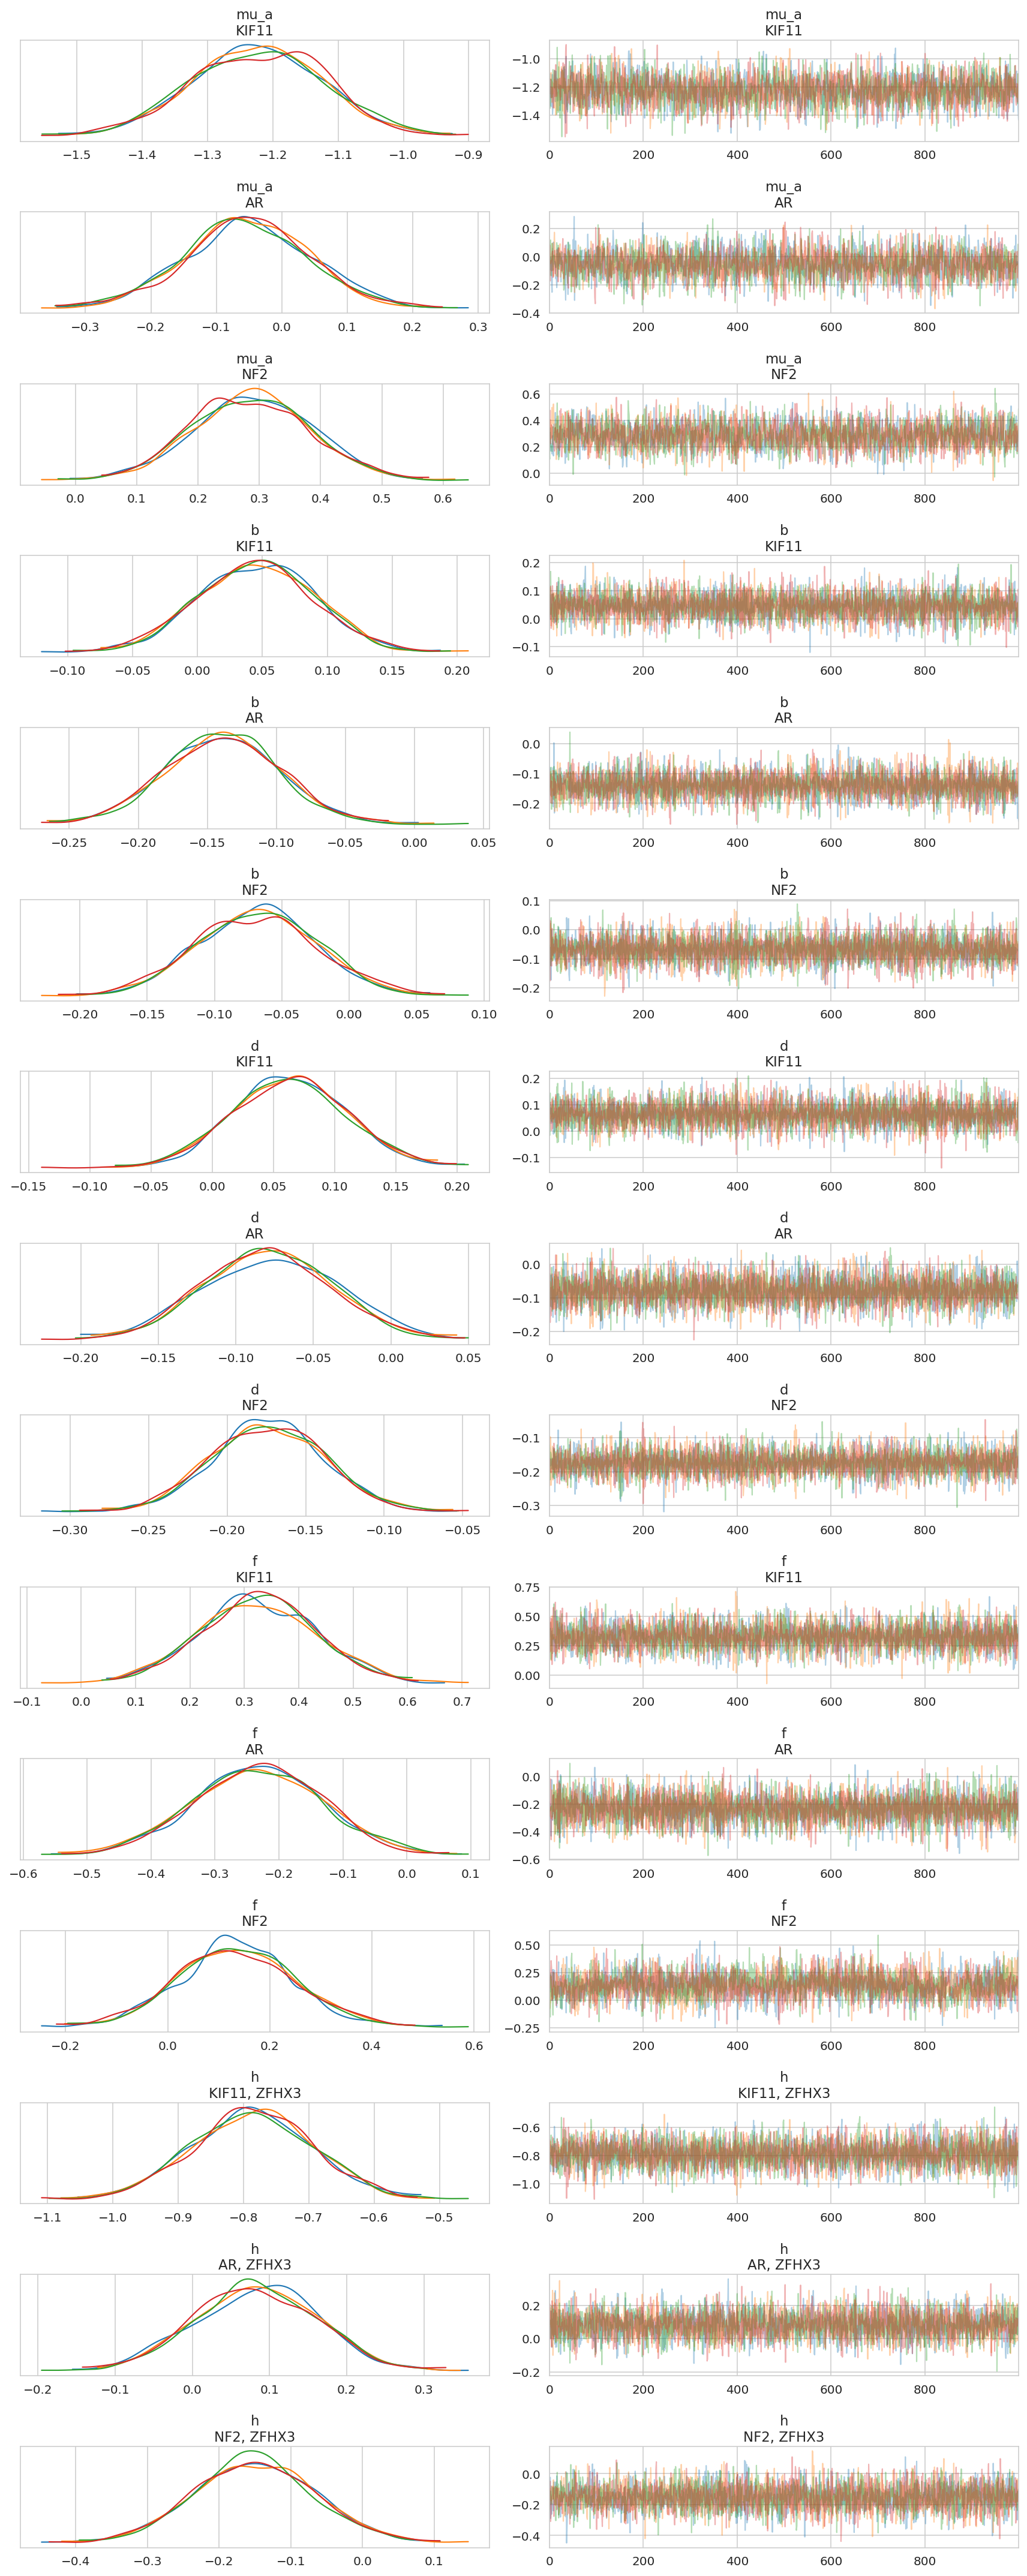 mu_a
KIF11
mu_a
KIF11
−1.0
−1.2
−1.4
−1.5 −1.4 −1.3 −1.2 −1.1 −1.0 −0.9
0 200 400 600 800
mu_a
AR
mu_a
AR
0.2
0.0
−0.2
−0.4
−0.3 −0.2 −0.1 0.0 0.1 0.2 0.3
0 200 400 600 800
mu_a
NF2
mu_a
NF2
0.6
0.4
0.2
0.0
0.0 0.1 0.2 0.3 0.4 0.5 0.6
0 200 400 600 800
b
KIF11
b
KIF11
0.2
0.1
0.0
−0.1
−0.10 −0.05 0.00 0.05 0.10 0.15 0.20
0 200 400 600 800
b
AR
b
AR
0.0
−0.1
−0.2
−0.25 −0.20 −0.15 −0.10 −0.05 0.00 0.05
0 200 400 600 800
b
NF2
b
NF2
0.1
0.0
−0.1
−0.2
−0.20 −0.15 −0.10 −0.05 0.00 0.05 0.10
0 200 400 600 800
d
KIF11
d
KIF11
0.2
0.1
0.0
−0.1
−0.15 −0.10 −0.05 0.00 0.05 0.10 0.15 0.20
0 200 400 600 800
d
AR
d
AR
0.0
−0.1
−0.2
−0.20 −0.15 −0.10 −0.05 0.00 0.05
0 200 400 600 800
d
NF2
d
NF2
−0.1
−0.2
−0.3
−0.30 −0.25 −0.20 −0.15 −0.10 −0.05
0 200 400 600 800
f
KIF11
f
KIF11
0.75
0.50
0.25
0.00
−0.1 0.0 0.1 0.2 0.3 0.4 0.5 0.6 0.7
0 200 400 600 800
f
AR
f
AR
0.0
−0.2
−0.4
−0.6
−0.6 −0.5 −0.4 −0.3 −0.2 −0.1 0.0 0.1
0 200 400 600 800
f
NF2
f
NF2
0.50
0.25
0.00
−0.25
−0.2 0.0 0.2 0.4 0.6
0 200 400 600 800
h
KIF11, ZFHX3
h
KIF11, ZFHX3
−0.6
−0.8
−1.0
−1.1 −1.0 −0.9 −0.8 −0.7 −0.6 −0.5
0 200 400 600 800
h
AR, ZFHX3
h
AR, ZFHX3
0.2
0.0
−0.2
−0.2 −0.1 0.0 0.1 0.2 0.3
0 200 400 600 800
h
NF2, ZFHX3
h
NF2, ZFHX3
0.0
−0.2
−0.4
−0.4 −0.3 −0.2 −0.1 0.0 0.1
0 200 400 600 800